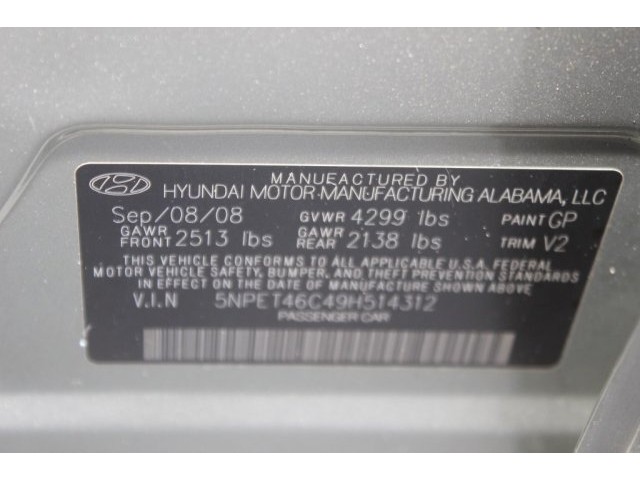 MANUFACTURED BY
HYUNDAI MOTOR MANUFACTURING ALABAMA, LLC
Sep/08/08 GVWR 4299 lbs PAINT GP
GAWR FRONT 2513 lbs GAWR REAR 2138 lbs TRIM V2
THIS VEHICLE CONFORMS TO ALL APPLICABLE U.S.A. FEDERAL
MOTOR VEHICLE SAFETY, BUMPER, AND THEFT PREVENTION
STANDARDS IN EFFECT ON THE DATE OF MANUFACTURE SHOWN ABOVE
V.I.N 5NPET46C49H514312
PASSENGER CAR